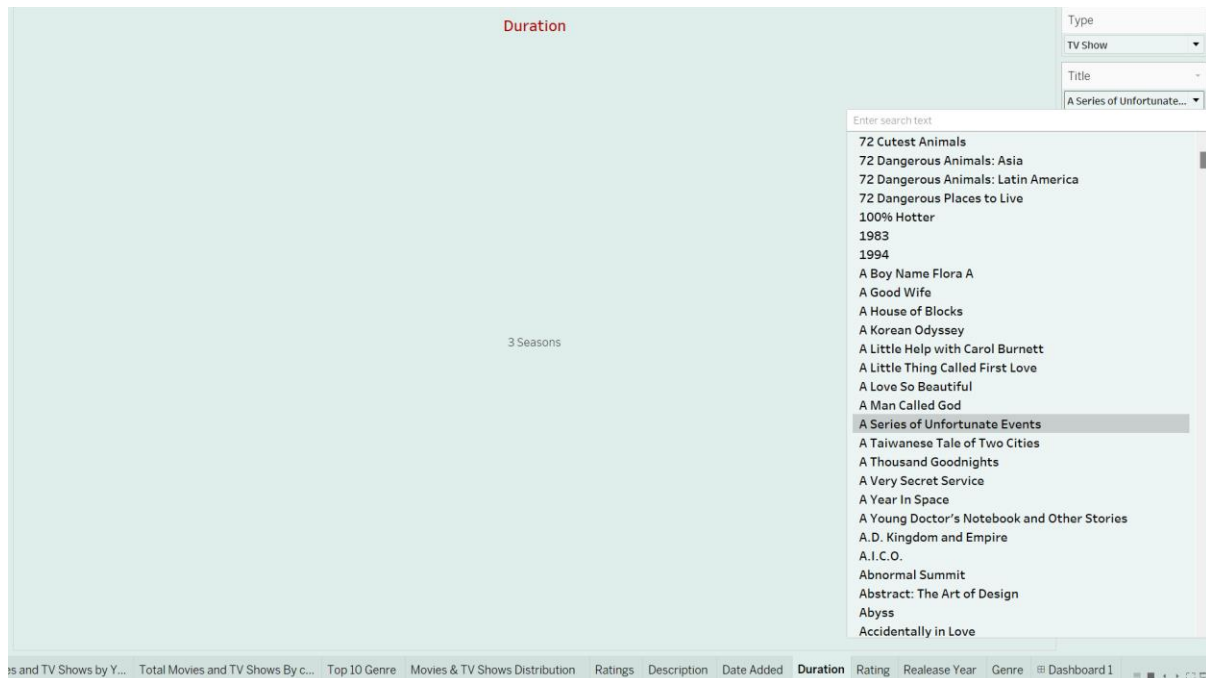 Duration
Type
TV Show
Title
A Series of Unfortunate...
Enter search text
72 Cutest Animals
72 Dangerous Animals: Asia
72 Dangerous Animals: Latin America
72 Dangerous Places to Live
100% Hotter
1983
1994
A Boy Name Flora A
A Good Wife
A House of Blocks
A Korean Odyssey
A Little Help with Carol Burnett
A Little Thing Called First Love
A Love So Beautiful
A Man Called God
A Series of Unfortunate Events
A Taiwanese Tale of Two Cities
A Thousand Goodnights
A Very Secret Service
A Year In Space
A Young Doctor's Notebook and Other Stories
A.D. Kingdom and Empire
A.I.C.O.
Abnormal Summit
Abstract: The Art of Design
Abyss
Accidentally in Love
3 Seasons
es and TV Shows by Y... Total Movies and TV Shows By c... Top 10 Genre Movies & TV Shows Distribution Ratings Description Date Added Duration Rating Realease Year Genre Dashboard 1